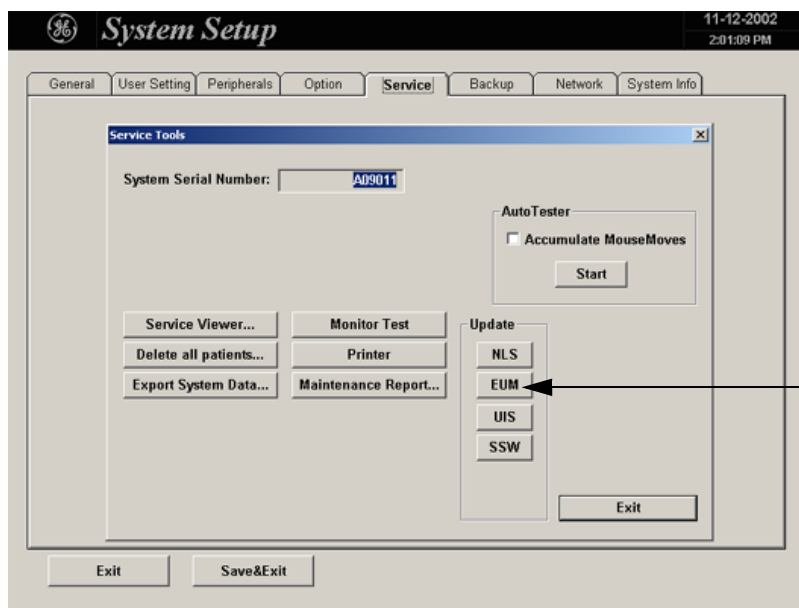 System Setup
11-12-2002
2:01:09 PM
General User Setting Peripherals Option Service Backup Network System Info
Service Tools
System Serial Number: A09011
AutoTester
Accumulate MouseMoves
Start
Service Viewer... Monitor Test
Delete all patients... Printer
Export System Data... Maintenance Report...
Update
NLS
EUM
UIS
SSW
Exit
Exit Save&Exit